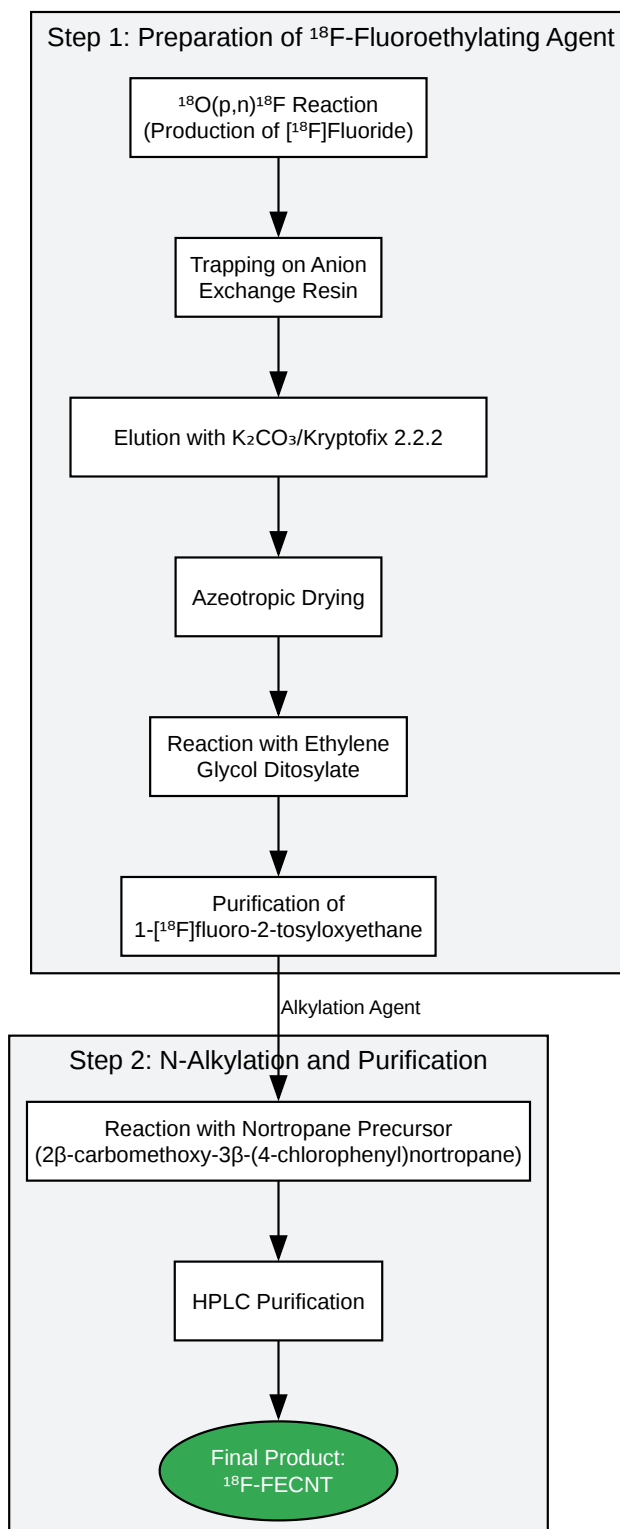 Step 1: Preparation of ¹⁸F-Fluoroethylating Agent
¹⁸O(p,n)¹⁸F Reaction
(Production of [¹⁸F]Fluoride)
Trapping on Anion
Exchange Resin
Elution with K₂CO₃/Kryptofix 2.2.2
Azeotropic Drying
Reaction with Ethylene
Glycol Ditosylate
Purification of
1-[¹⁸F]fluoro-2-tosyloxyethane
Alkylation Agent
Step 2: N-Alkylation and Purification
Reaction with Nortropane Precursor
(2β-carbomethoxy-3β-(4-chlorophenyl)nortropane)
HPLC Purification
Final Product:
¹⁸F-FECNT